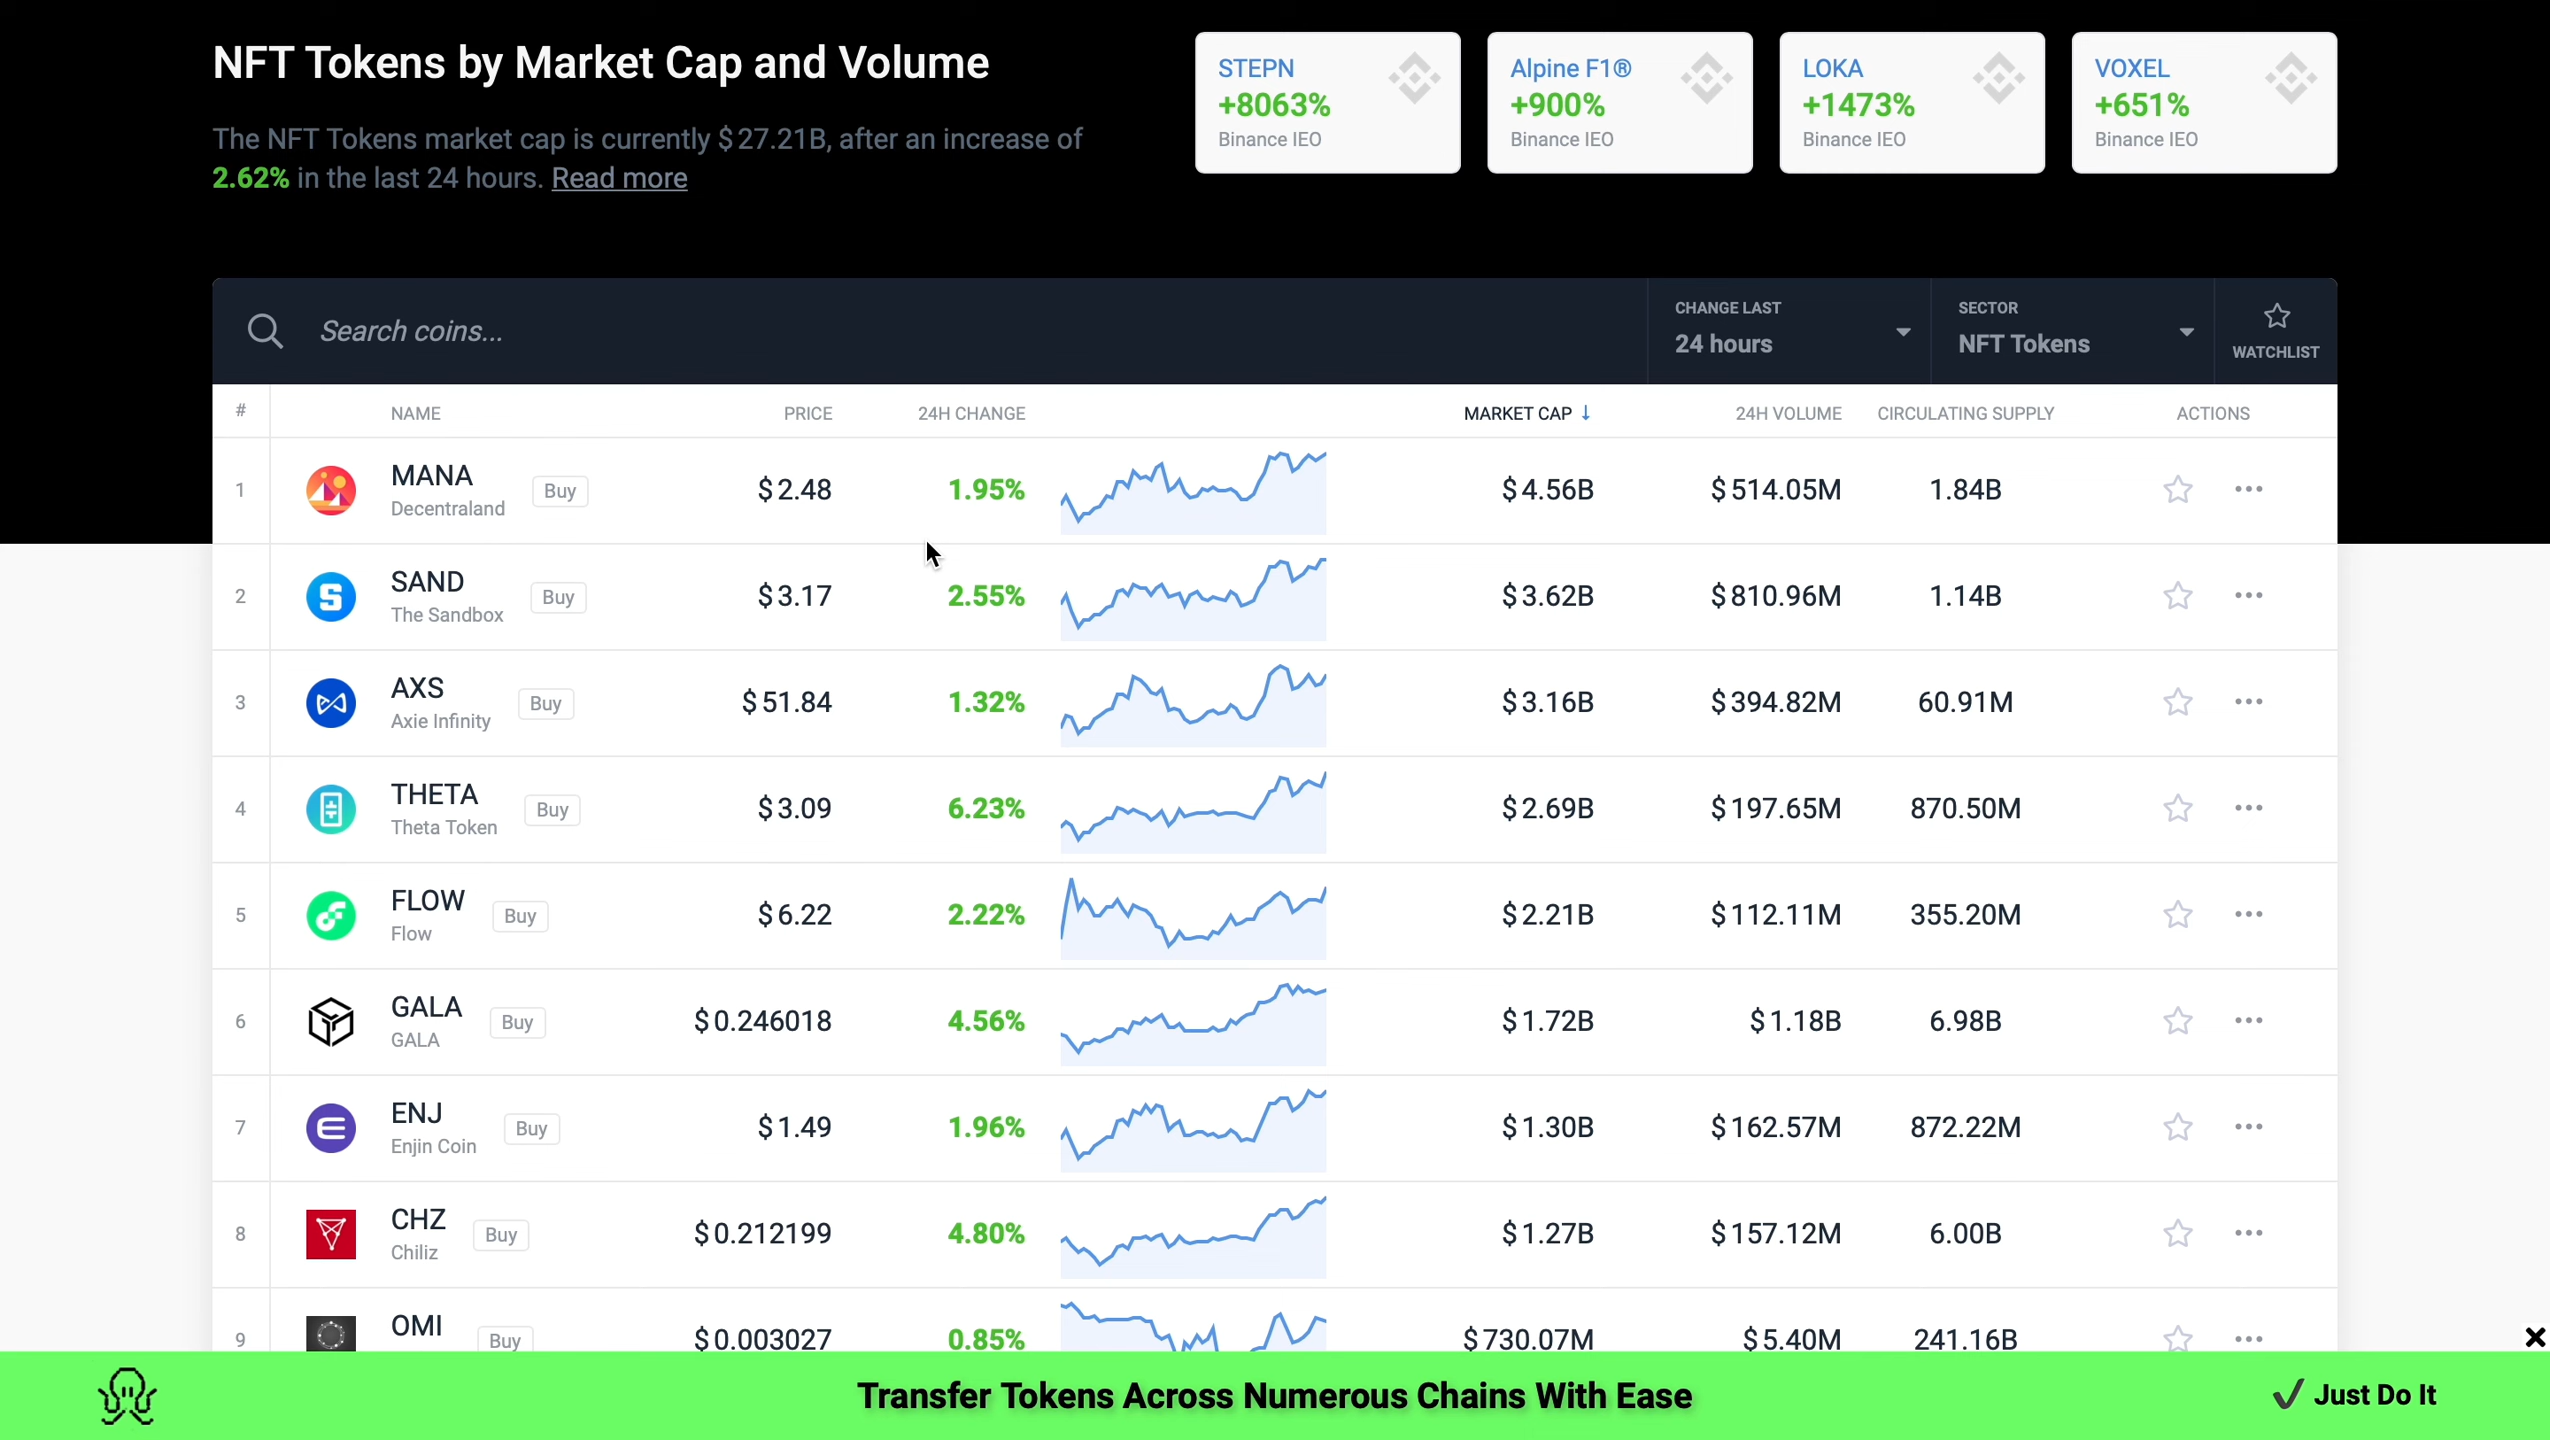 NFT Tokens by Market Cap and Volume
The NFT Tokens market cap is currently $27.21B, after an increase of
2.62% in the last 24 hours. Read more
STEPN
+8063%
Binance IEO
Alpine F1®
+900%
Binance IEO
LOKA
+1473%
Binance IEO
VOXEL
+651%
Binance IEO
Search coins...
CHANGE LAST
24 hours
SECTOR
NFT Tokens
WATCHLIST
# NAME PRICE 24H CHANGE MARKET CAP ↓ 24H VOLUME CIRCULATING SUPPLY ACTIONS
1 MANA Buy $2.48 1.95% $4.56B $514.05M 1.84B
Decentraland
2 SAND Buy $3.17 2.55% $3.62B $810.96M 1.14B
The Sandbox
3 AXS Buy $51.84 1.32% $3.16B $394.82M 60.91M
Axie Infinity
4 THETA Buy $3.09 6.23% $2.69B $197.65M 870.50M
Theta Token
5 FLOW Buy $6.22 2.22% $2.21B $112.11M 355.20M
Flow
6 GALA Buy $0.246018 4.56% $1.72B $1.18B 6.98B
GALA
7 ENJ Buy $1.49 1.96% $1.30B $162.57M 872.22M
Enjin Coin
8 CHZ Buy $0.212199 4.80% $1.27B $157.12M 6.00B
Chiliz
9 OMI Buy $0.003027 0.85% $730.07M $5.40M 241.16B
Transfer Tokens Across Numerous Chains With Ease
Just Do It